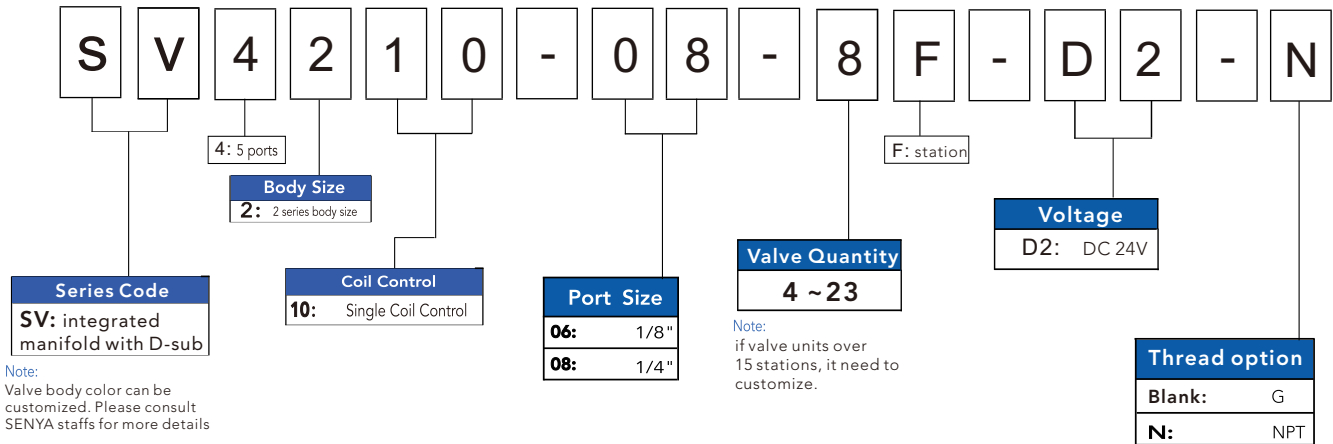 S V 4 2 1 0 - 0 8 - 8 F - D 2 - N
4: 5 ports
F: station
Body Size
2: 2 series body size
Voltage
D2: DC 24V
Valve Quantity
4 ~23
Note:
if valve units over
15 stations, it need to
customize.
Coil Control
10: Single Coil Control
Series Code
SV: integrated
manifold with D-sub
Note:
Valve body color can be
customized. Please consult
SENYA staffs for more details
Port Size
06: 1/8"
08: 1/4"
Thread option
Blank: G
N: NPT